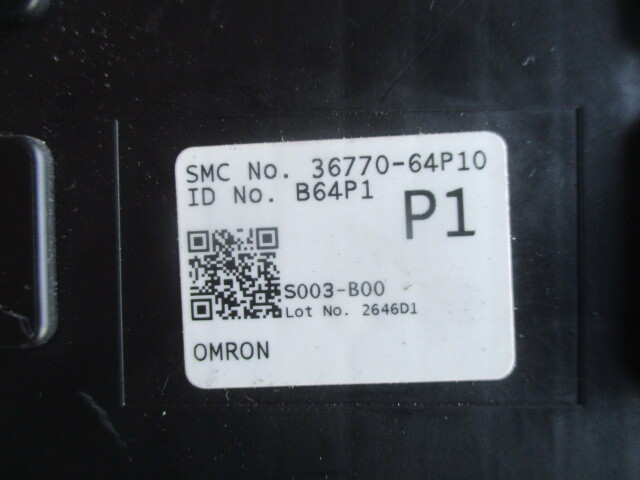 SMC No. 36770-64P10
ID No. B64P1
P1
S003-B00
Lot No. 2646D1
OMRON